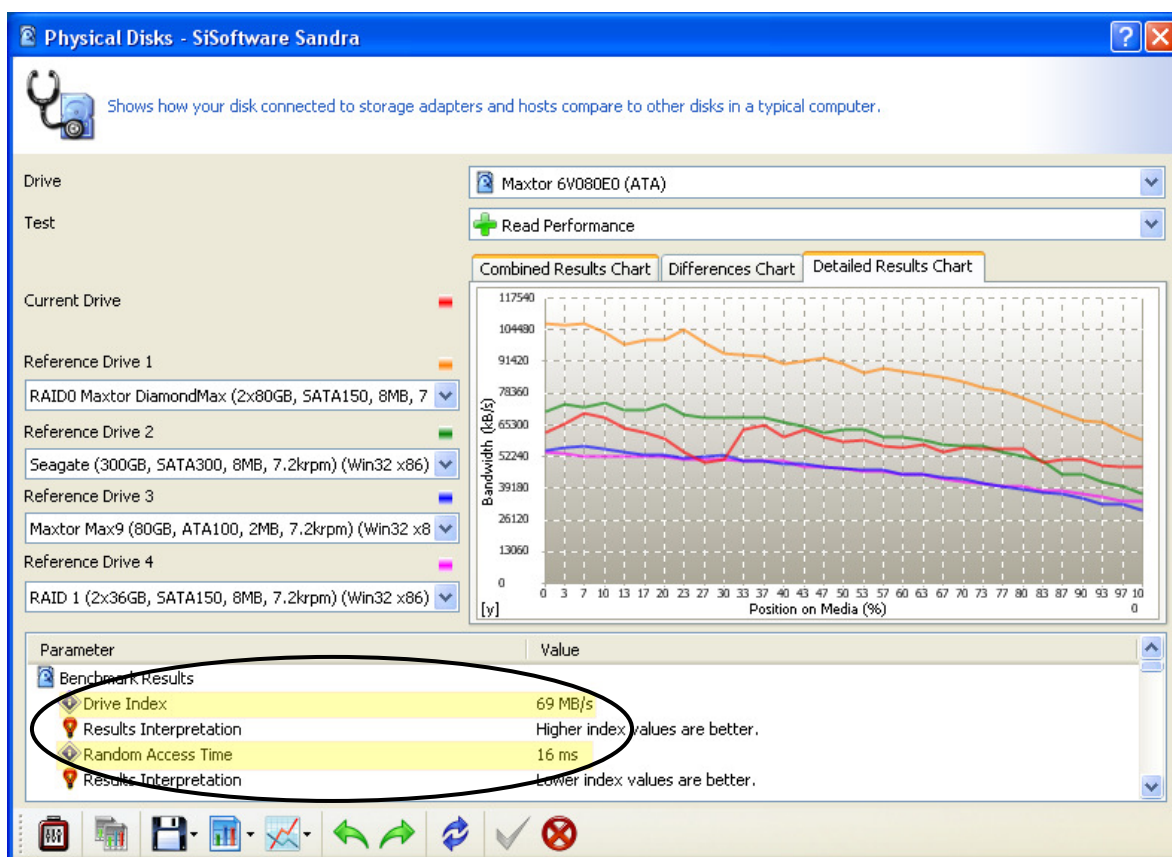 Physical Disks - SiSoftware Sandra
Shows how your disk connected to storage adapters and hosts compare to other disks in a typical computer.
Drive
Maxtor 6V080E0 (ATA)
Test
Read Performance
Combined Results Chart
Differences Chart
Detailed Results Chart
Current Drive
Reference Drive 1
RAID0 Maxtor DiamondMax (2x80GB, SATA150, 8MB, 7
Reference Drive 2
Seagate (300GB, SATA300, 8MB, 7.2krpm) (Win32 x86)
Reference Drive 3
Maxtor Max9 (80GB, ATA100, 2MB, 7.2krpm) (Win32 x8
Reference Drive 4
RAID 1 (2x36GB, SATA150, 8MB, 7.2krpm) (Win32 x86)
Bandwidth (kB/s)
117540
104480
91420
78360
65300
52240
39180
26120
13060
0
0 3 7 10 13 17 20 23 27 30 33 37 40 43 47 50 53 57 60 63 67 70 73 77 80 83 87 90 93 97 10
0
[y]
Position on Media (%)
Parameter Value
Benchmark Results
Drive Index 69 MB/s
Results Interpretation Higher index values are better.
Random Access Time 16 ms
Results Interpretation Lower index values are better.